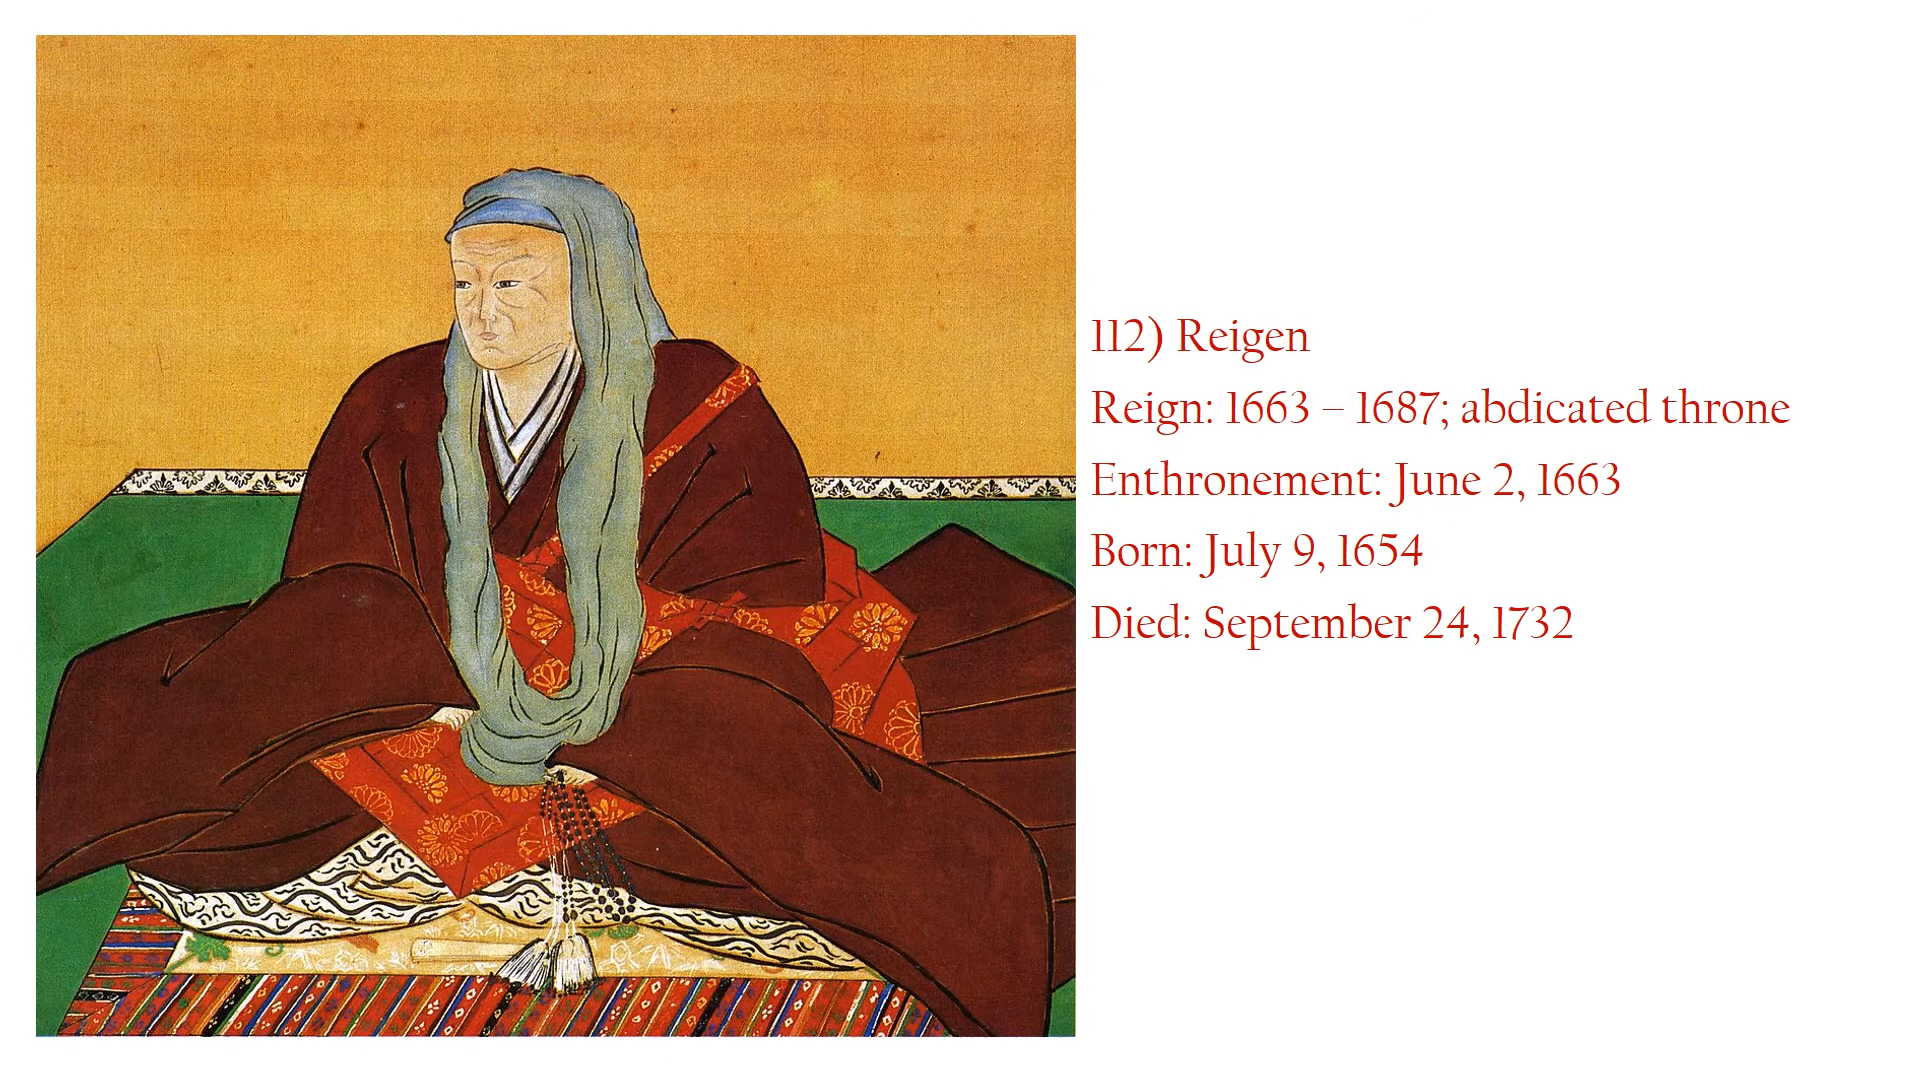 112) Reigen
Reign: 1663 – 1687; abdicated throne
Enthronement: June 2, 1663
Born: July 9, 1654
Died: September 24, 1732